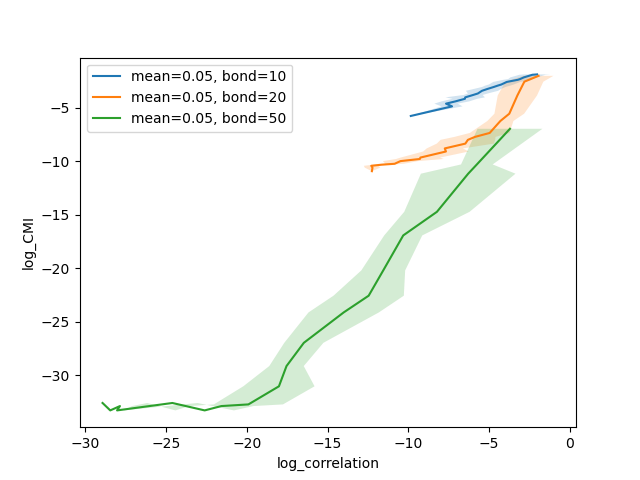 mean=0.05, bond=10
mean=0.05, bond=20
mean=0.05, bond=50
log_CMI
−5
−10
−15
−20
−25
−30
−30
−25
−20
−15
−10
−5
0
log_correlation